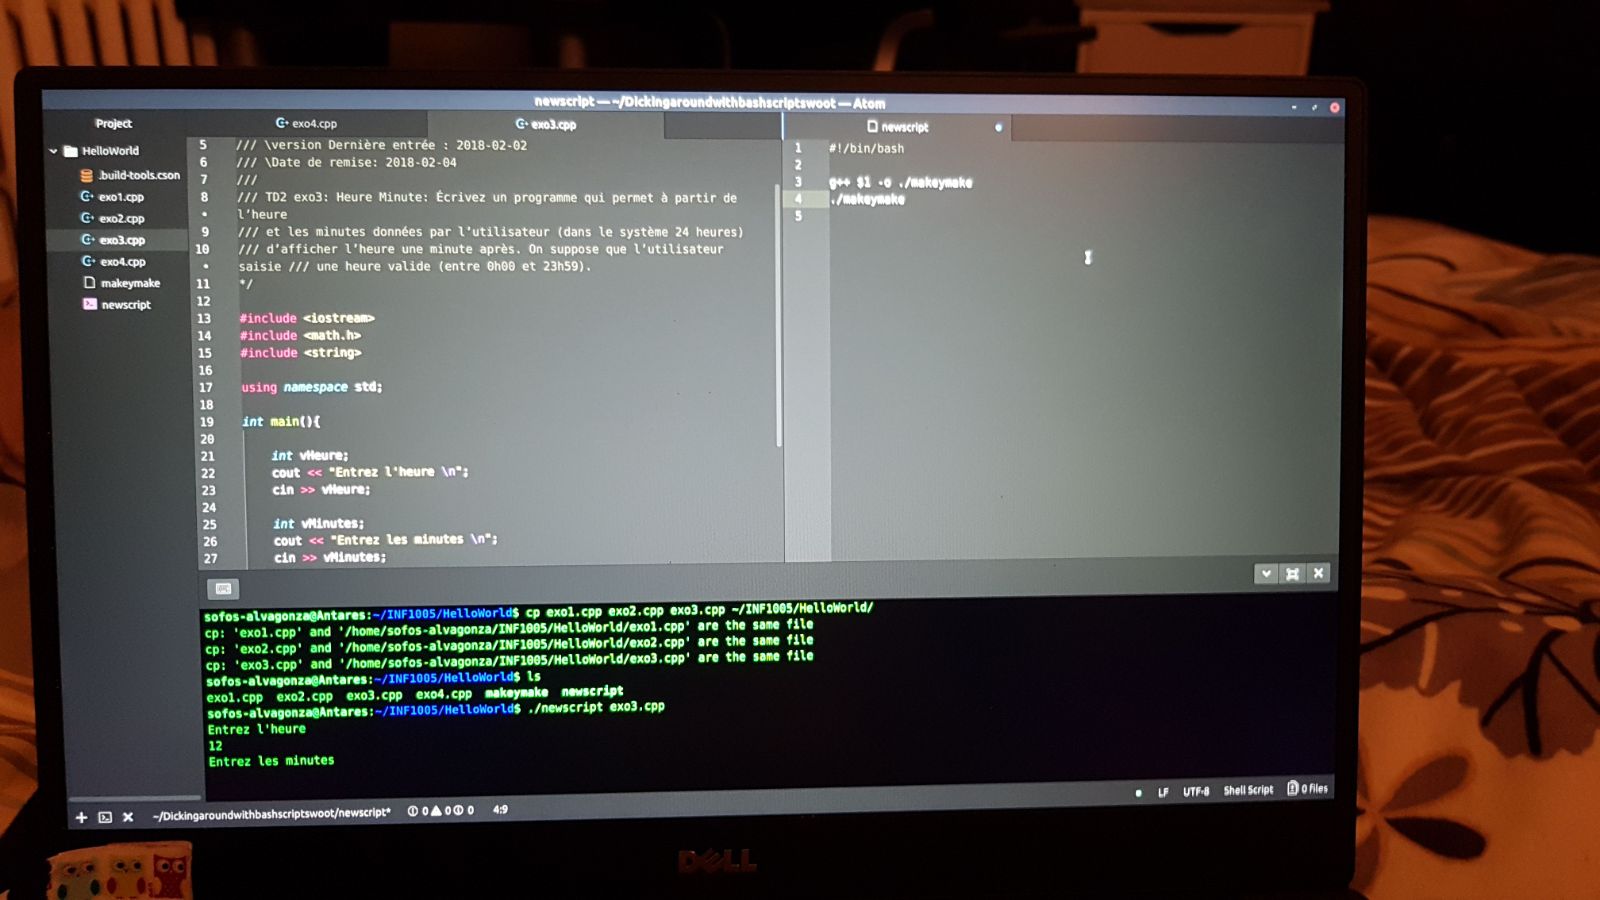 newscript — ~/Dickingaroundwithbashscriptswoot — Atom
Project
exo4.cpp
exo3.cpp
newscript
HelloWorld
.build-tools.cson
exo1.cpp
exo2.cpp
exo3.cpp
exo4.cpp
makeymake
newscript
5 /// \version Dernière entrée : 2018-02-02
6 /// \Date de remise: 2018-02-04
7 ///
8 /// TD2 exo3: Heure Minute: Écrivez un programme qui permet à partir de
• l'heure
9 /// et les minutes données par l'utilisateur (dans le système 24 heures)
10 /// d'afficher l'heure une minute après. On suppose que l'utilisateur
• saisie /// une heure valide (entre 0h00 et 23h59).
11 */
12
13 #include <iostream>
14 #include <math.h>
15 #include <string>
16
17 using namespace std;
18
19 int main(){
20
21 int vHeure;
22 cout << "Entrez l'heure \n";
23 cin >> vHeure;
24
25 int vMinutes;
26 cout << "Entrez les minutes \n";
27 cin >> vMinutes;
1 #!/bin/bash
2
3 g++ $1 -o ./makeymake
4 ./makeymake
5
sofos-alvagonza@Antares:~/INF1005/HelloWorld$ cp exo1.cpp exo2.cpp exo3.cpp ~/INF1005/HelloWorld/
cp: 'exo1.cpp' and '/home/sofos-alvagonza/INF1005/HelloWorld/exo1.cpp' are the same file
cp: 'exo2.cpp' and '/home/sofos-alvagonza/INF1005/HelloWorld/exo2.cpp' are the same file
cp: 'exo3.cpp' and '/home/sofos-alvagonza/INF1005/HelloWorld/exo3.cpp' are the same file
sofos-alvagonza@Antares:~/INF1005/HelloWorld$ ls
exo1.cpp exo2.cpp exo3.cpp exo4.cpp makeymake newscript
sofos-alvagonza@Antares:~/INF1005/HelloWorld$ ./newscript exo3.cpp
Entrez l'heure
12
Entrez les minutes
~/Dickingaroundwithbashscriptswoot/newscript* 0 0 0 4:9
LF UTF-8 Shell Script 0 files
DELL